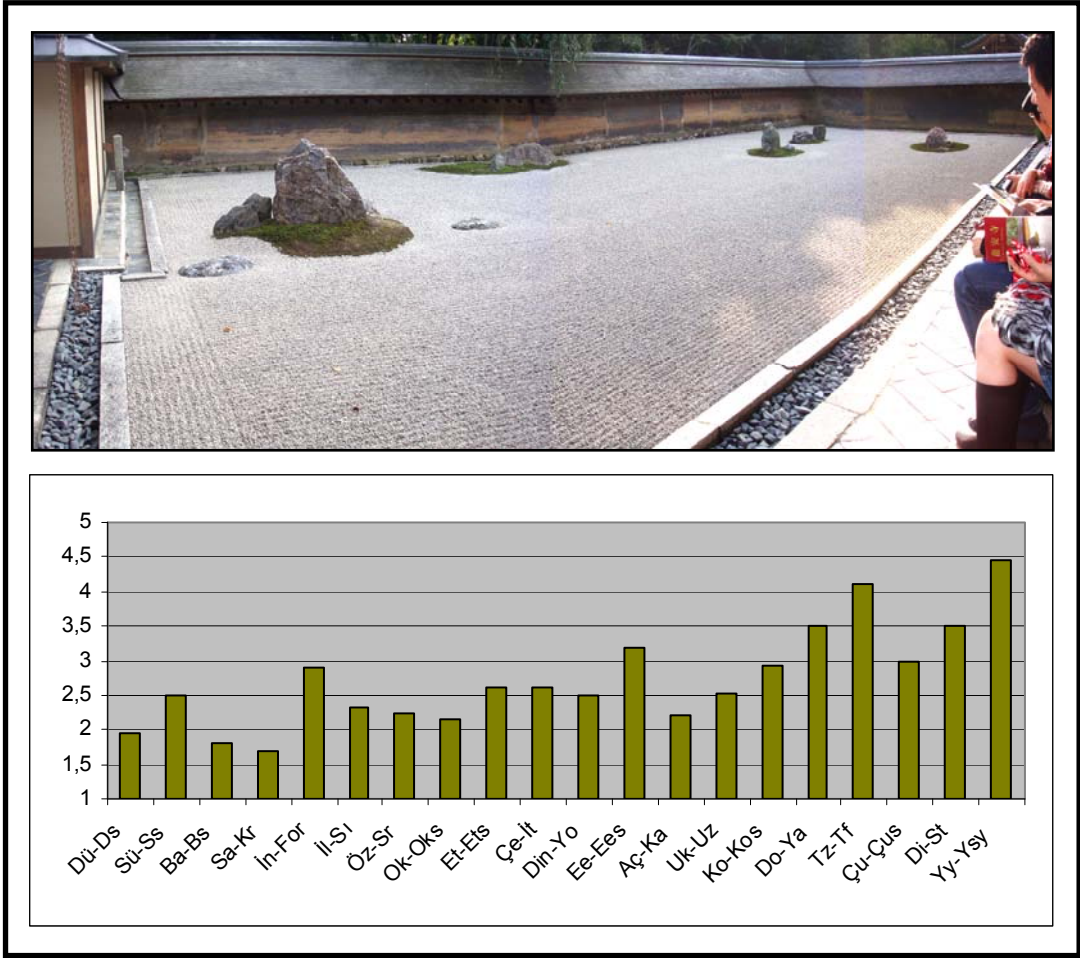 5
4,5
4
3,5
3
2,5
2
1,5
1
Dü-Ds
Sü-Ss
Ba-Bs
Sa-Kr
İn-For
İl-Sı
Öz-Sr
Ok-Oks
Et-Ets
Çe-İt
Din-Yo
Ee-Ees
Aç-Ka
Uk-Uz
Ko-Kos
Do-Ya
Tz-Tf
Çu-Çus
Di-St
Yy-Ysy